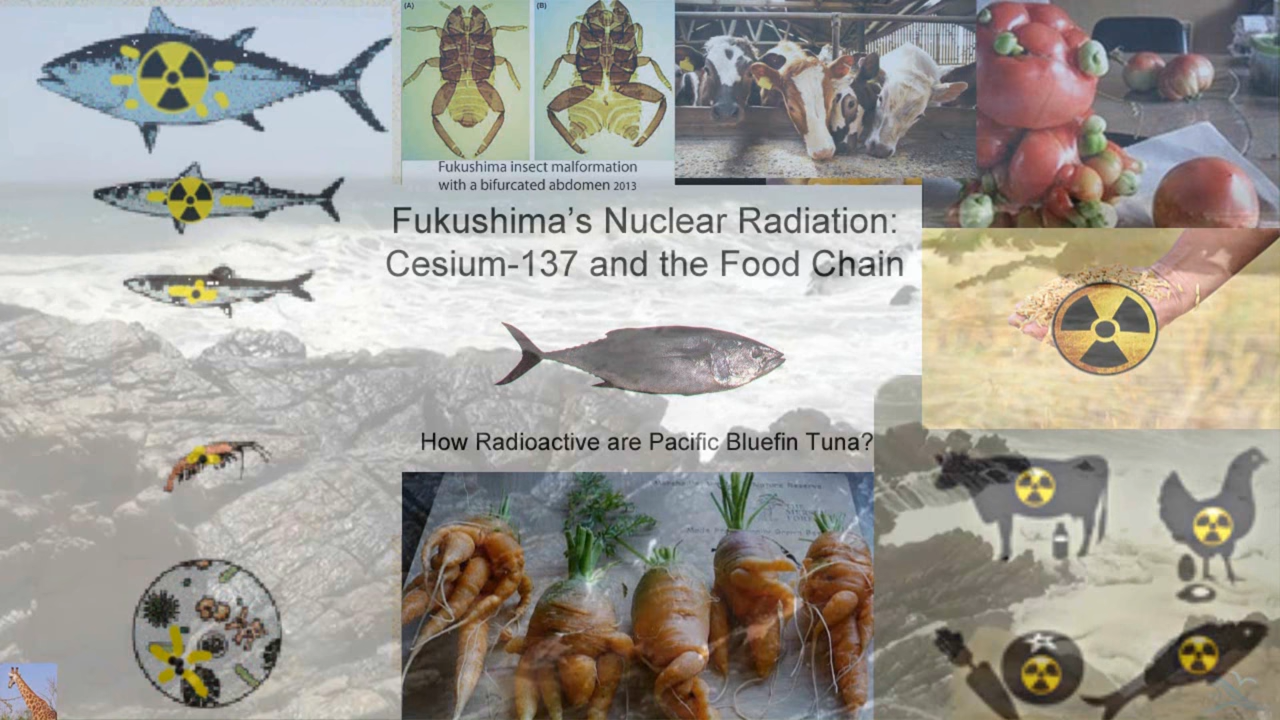 (A)
(B)
Fukushima insect malformation
with a bifurcated abdomen 2013
Fukushima’s Nuclear Radiation:
Cesium-137 and the Food Chain
How Radioactive are Pacific Bluefin Tuna?